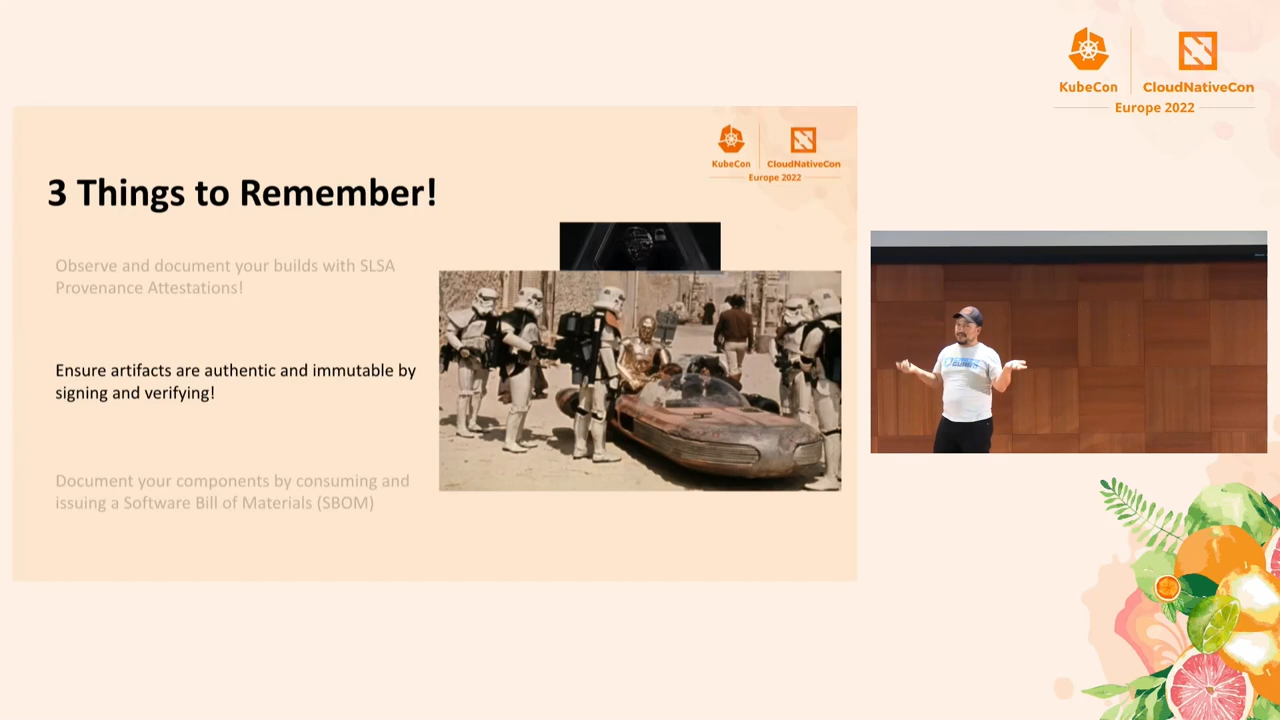 KubeCon
CloudNativeCon
Europe 2022
KubeCon
CloudNativeCon
Europe 2022
3 Things to Remember!
Observe and document your builds with SLSA
Provenance Attestations!
Ensure artifacts are authentic and immutable by
signing and verifying!
Document your components by consuming and
issuing a Software Bill of Materials (SBOM)